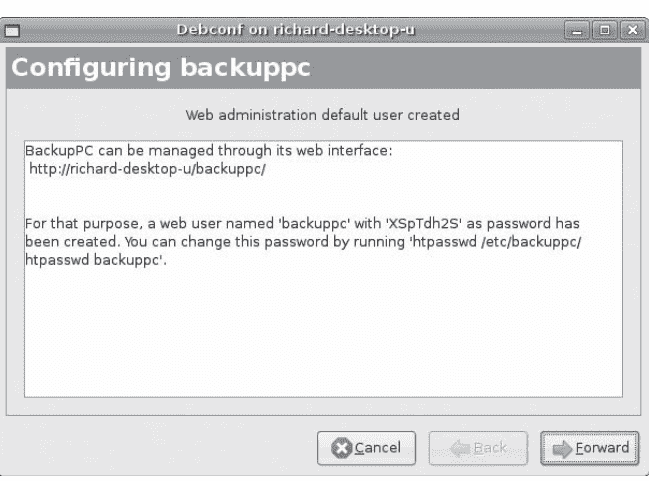 Debconf on richard-desktop-u
Configuring backuppc
Web administration default user created
BackupPC can be managed through its web interface:
http://richard-desktop-u/backuppc/
For that purpose, a web user named 'backuppc' with 'XSpTdh2S' as password has
been created. You can change this password by running 'htpasswd /etc/backuppc/
htpasswd backuppc'.
Cancel
Back
Forward